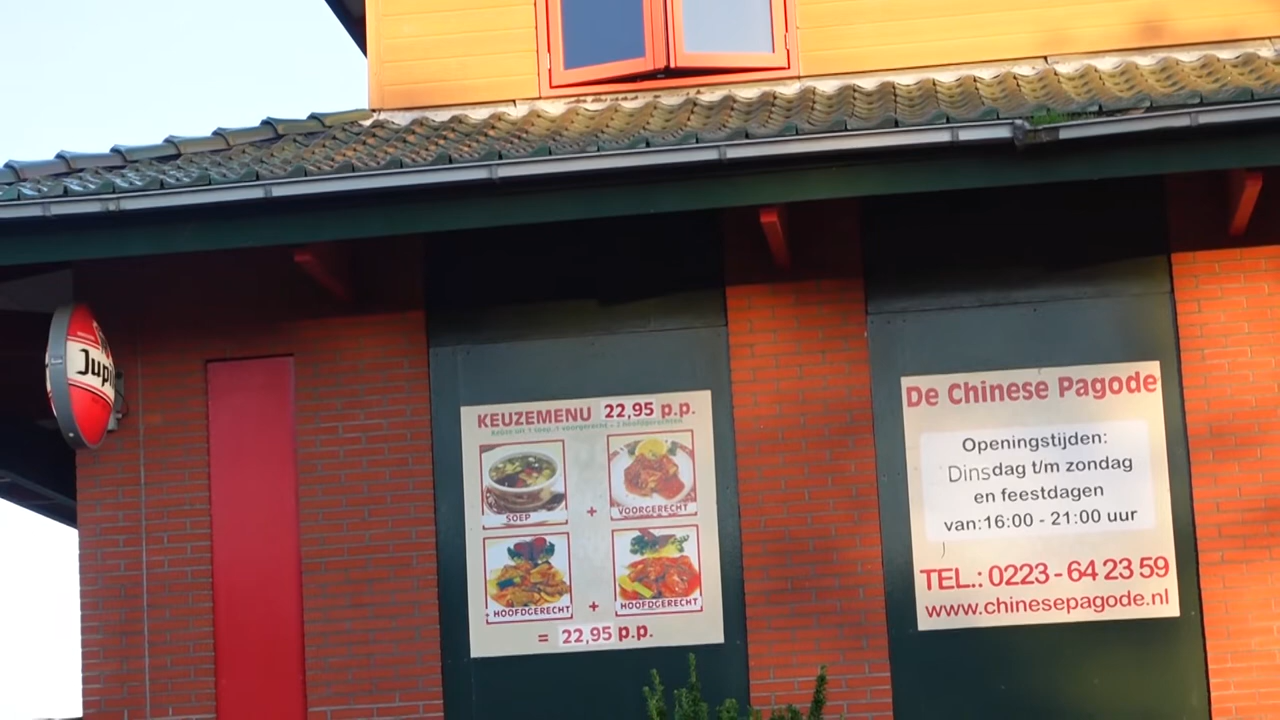 Jupi
KEUZEMENU 22,95 p.p.
SOEP
+
VOORGERECHT
+ HOOFDGERECHT
+
HOOFDGERECHT
= 22,95 p.p.
De Chinese Pagode
Openingstijden:
Dinsdag t/m zondag
en feestdagen
van:16:00 - 21:00 uur
TEL.: 0223 - 64 23 59
www.chinesepagode.nl